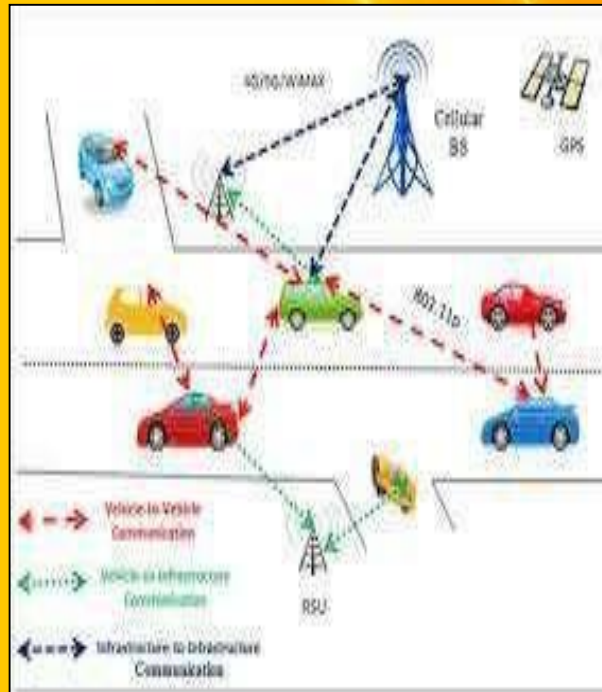 4G/5G/WiMAX
Cellular
BS
GPS
802.11p
Vehicle-to-Vehicle
Communication
Vehicle-to-Infrastructure
Communication
RSU
Infrastructure to Infrastructure
Communication